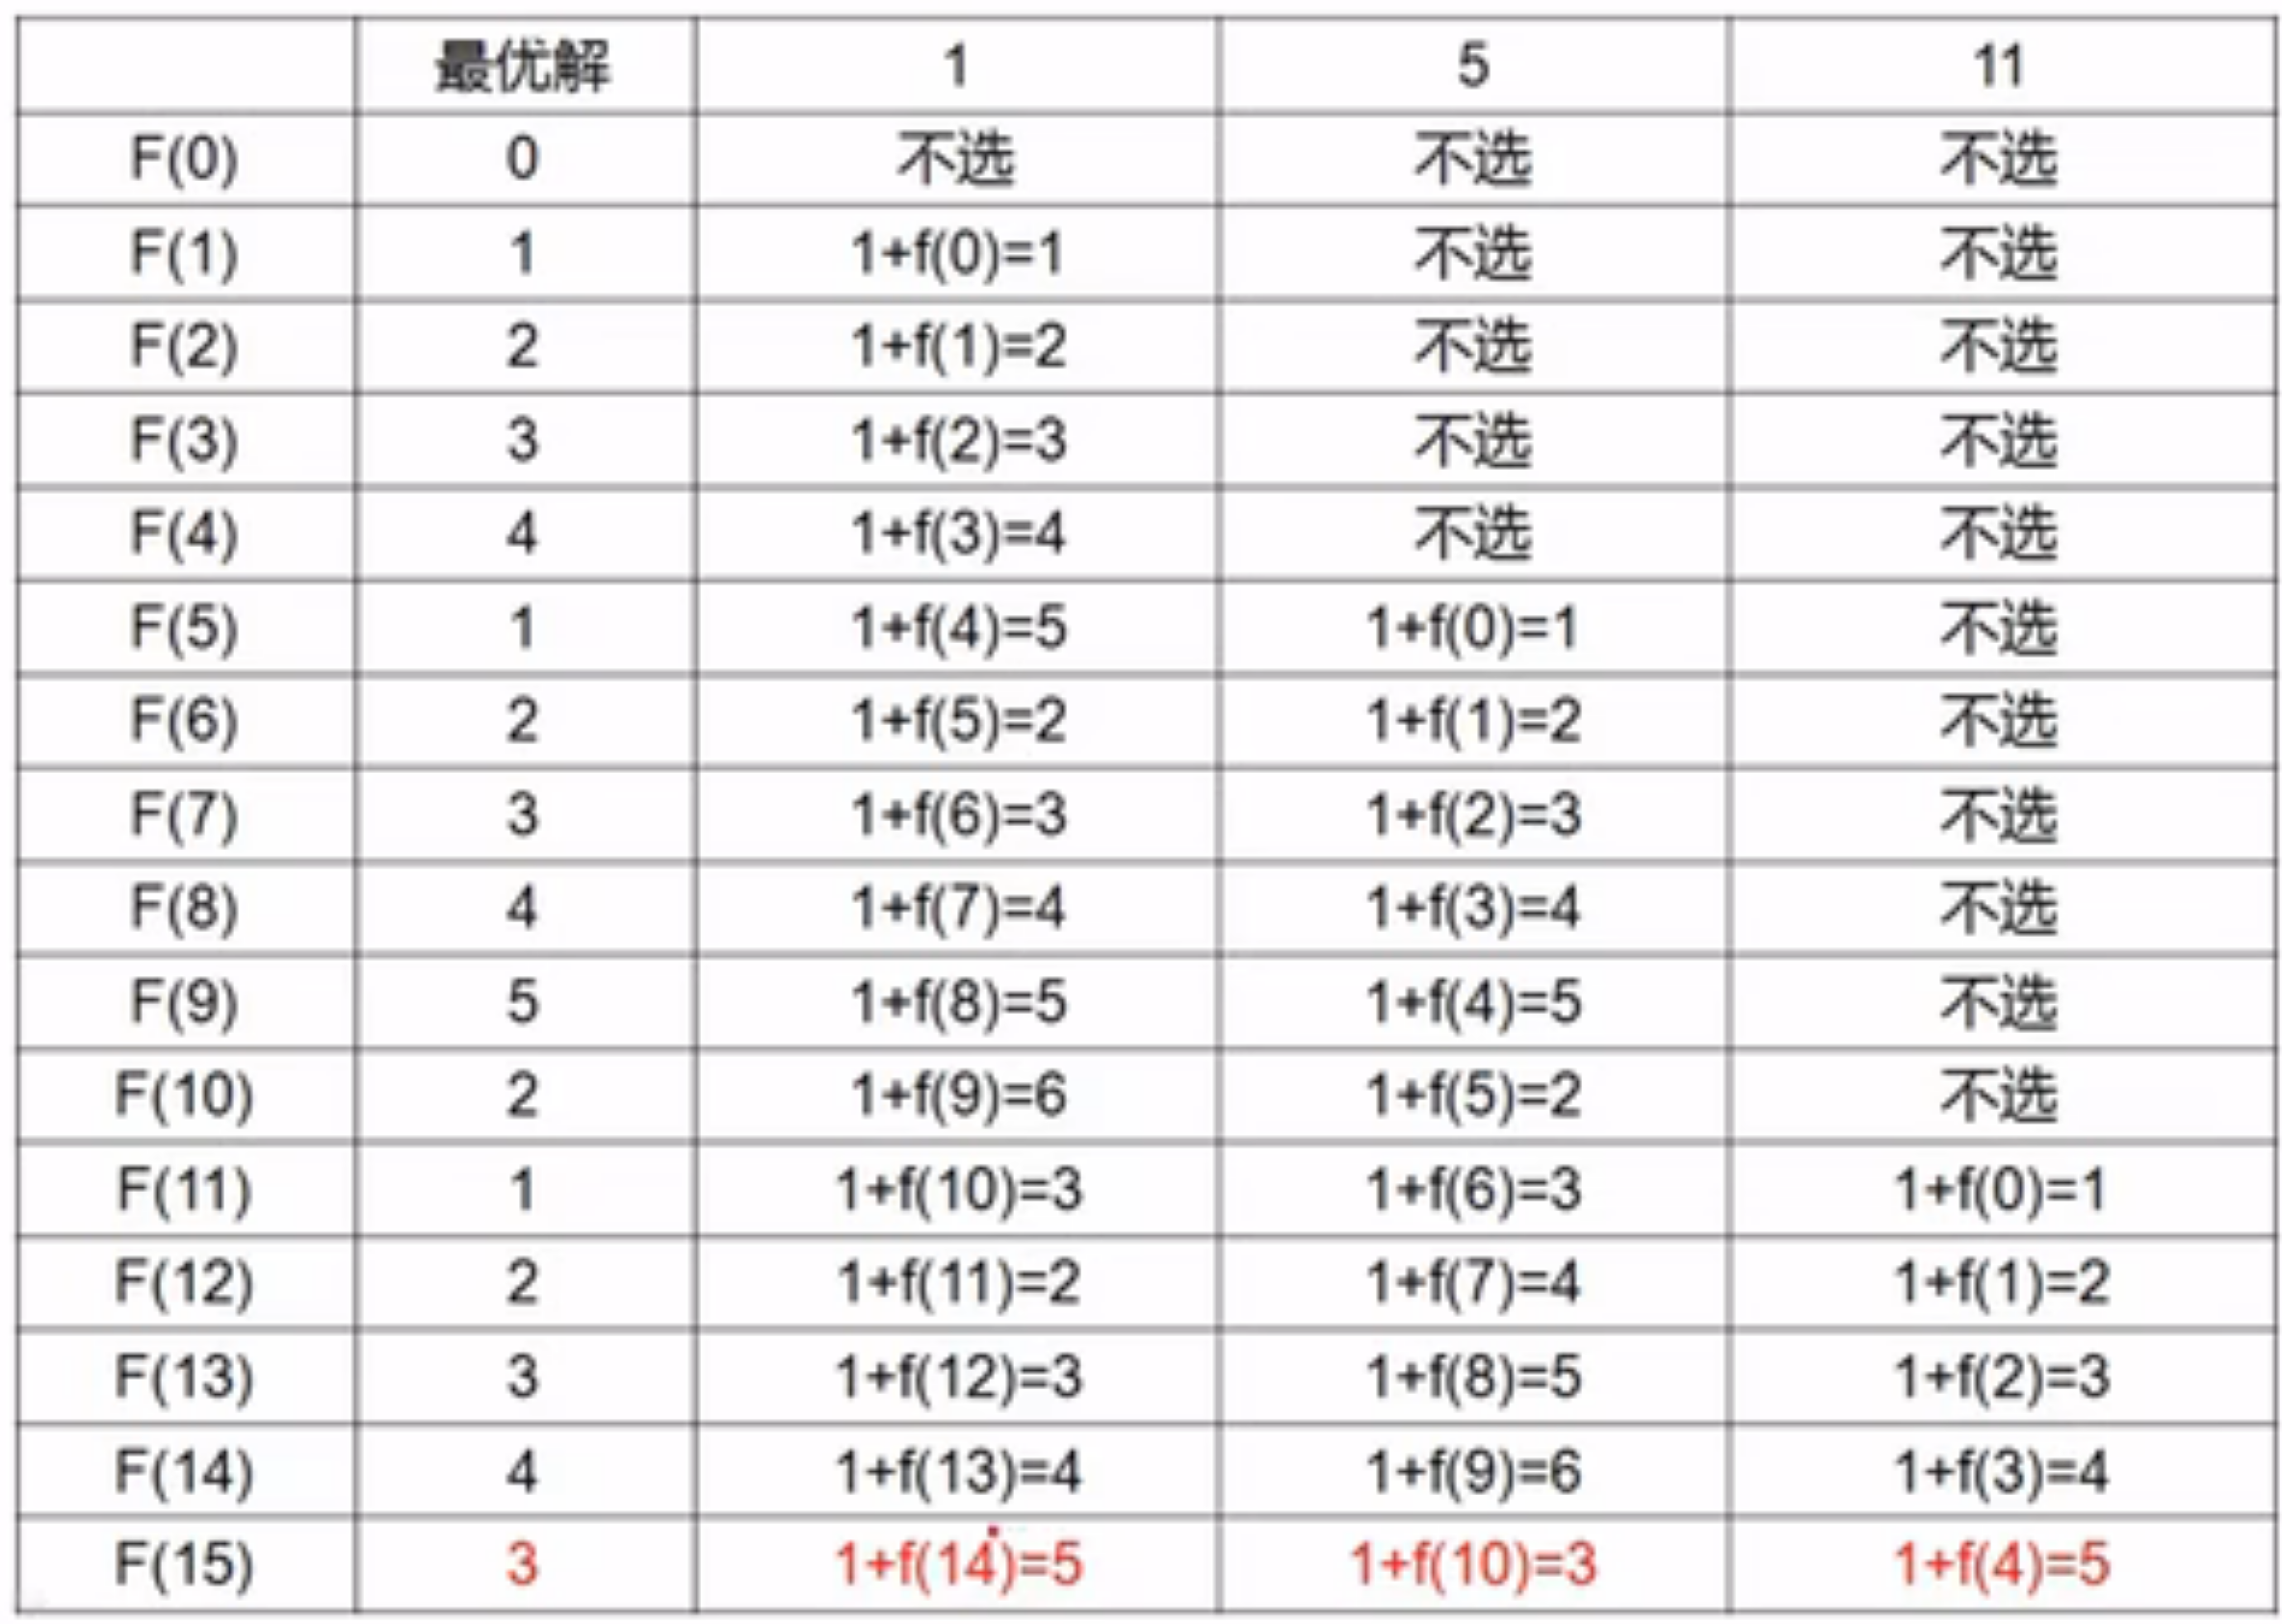 最优解 1 5 11
F(0) 0 不选 不选 不选
F(1) 1 1+f(0)=1 不选 不选
F(2) 2 1+f(1)=2 不选 不选
F(3) 3 1+f(2)=3 不选 不选
F(4) 4 1+f(3)=4 不选 不选
F(5) 1 1+f(4)=5 1+f(0)=1 不选
F(6) 2 1+f(5)=2 1+f(1)=2 不选
F(7) 3 1+f(6)=3 1+f(2)=3 不选
F(8) 4 1+f(7)=4 1+f(3)=4 不选
F(9) 5 1+f(8)=5 1+f(4)=5 不选
F(10) 2 1+f(9)=6 1+f(5)=2 不选
F(11) 1 1+f(10)=3 1+f(6)=3 1+f(0)=1
F(12) 2 1+f(11)=2 1+f(7)=4 1+f(1)=2
F(13) 3 1+f(12)=3 1+f(8)=5 1+f(2)=3
F(14) 4 1+f(13)=4 1+f(9)=6 1+f(3)=4
F(15) 3 1+f(14)=5 1+f(10)=3 1+f(4)=5